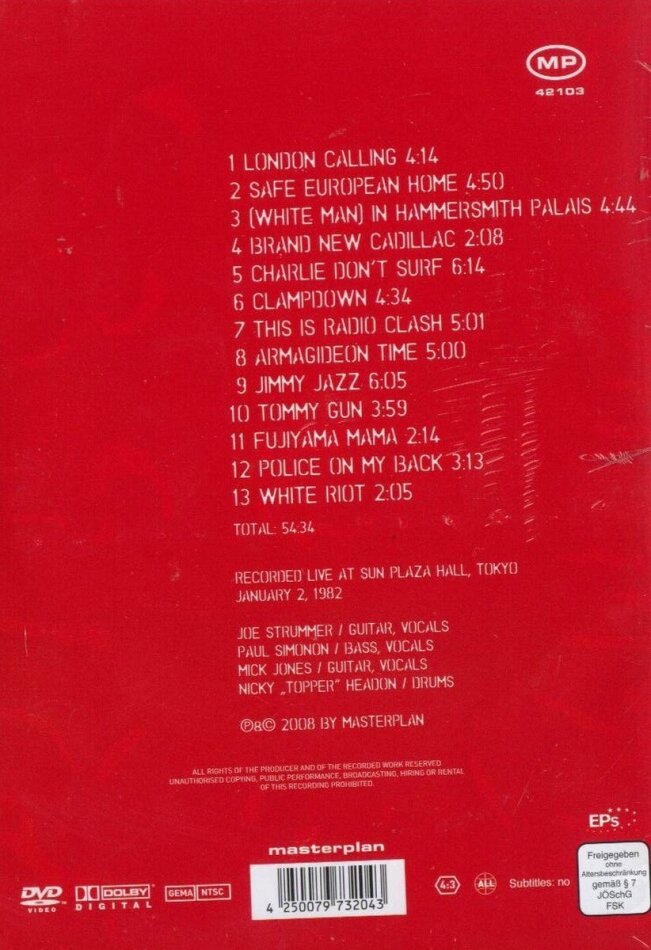 MP
42103
1 LONDON CALLING 4:14
2 SAFE EUROPEAN HOME 4:50
3 (WHITE MAN) IN HAMMERSMITH PALAIS 4:44
4 BRAND NEW CADILLAC 2:08
5 CHARLIE DON'T SURF 6:14
6 CLAMPDOWN 4:34
7 THIS IS RADIO CLASH 5:01
8 ARMAGIDEON TIME 5:00
9 JIMMY JAZZ 6:05
10 TOMMY GUN 3:59
11 FUJIYAMA MAMA 2:14
12 POLICE ON MY BACK 3:13
13 WHITE RIOT 2:05
TOTAL: 54:34
RECORDED LIVE AT SUN PLAZA HALL, TOKYO
JANUARY 2, 1982
JOE STRUMMER / GUITAR, VOCALS
PAUL SIMONON / BASS, VOCALS
MICK JONES / GUITAR, VOCALS
NICKY „TOPPER" HEADON / DRUMS
℗&© 2008 BY MASTERPLAN
ALL RIGHTS OF THE PRODUCER AND OF THE RECORDED WORK RESERVED
UNAUTHORISED COPYING, PUBLIC PERFORMANCE, BROADCASTING, HIRING OR RENTAL
OF THIS RECORDING PROHIBITED.
EPs
masterplan
DVD
VIDEO
DOLBY
DIGITAL
GEMA NTSC
4 250079 732043
4:3
ALL
Subtitles: no
Freigegeben
ohne
Altersbeschränkung
gemäß § 7
JÖSchG
FSK